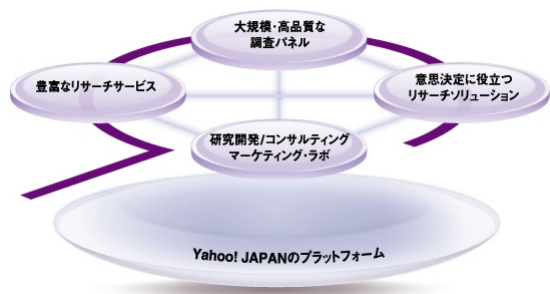 大規模・高品質な
調査パネル
豊富なリサーチサービス
意思決定に役立つ
リサーチソリューション
研究開発/コンサルティング
マーケティング・ラボ
Yahoo! JAPANのプラットフォーム